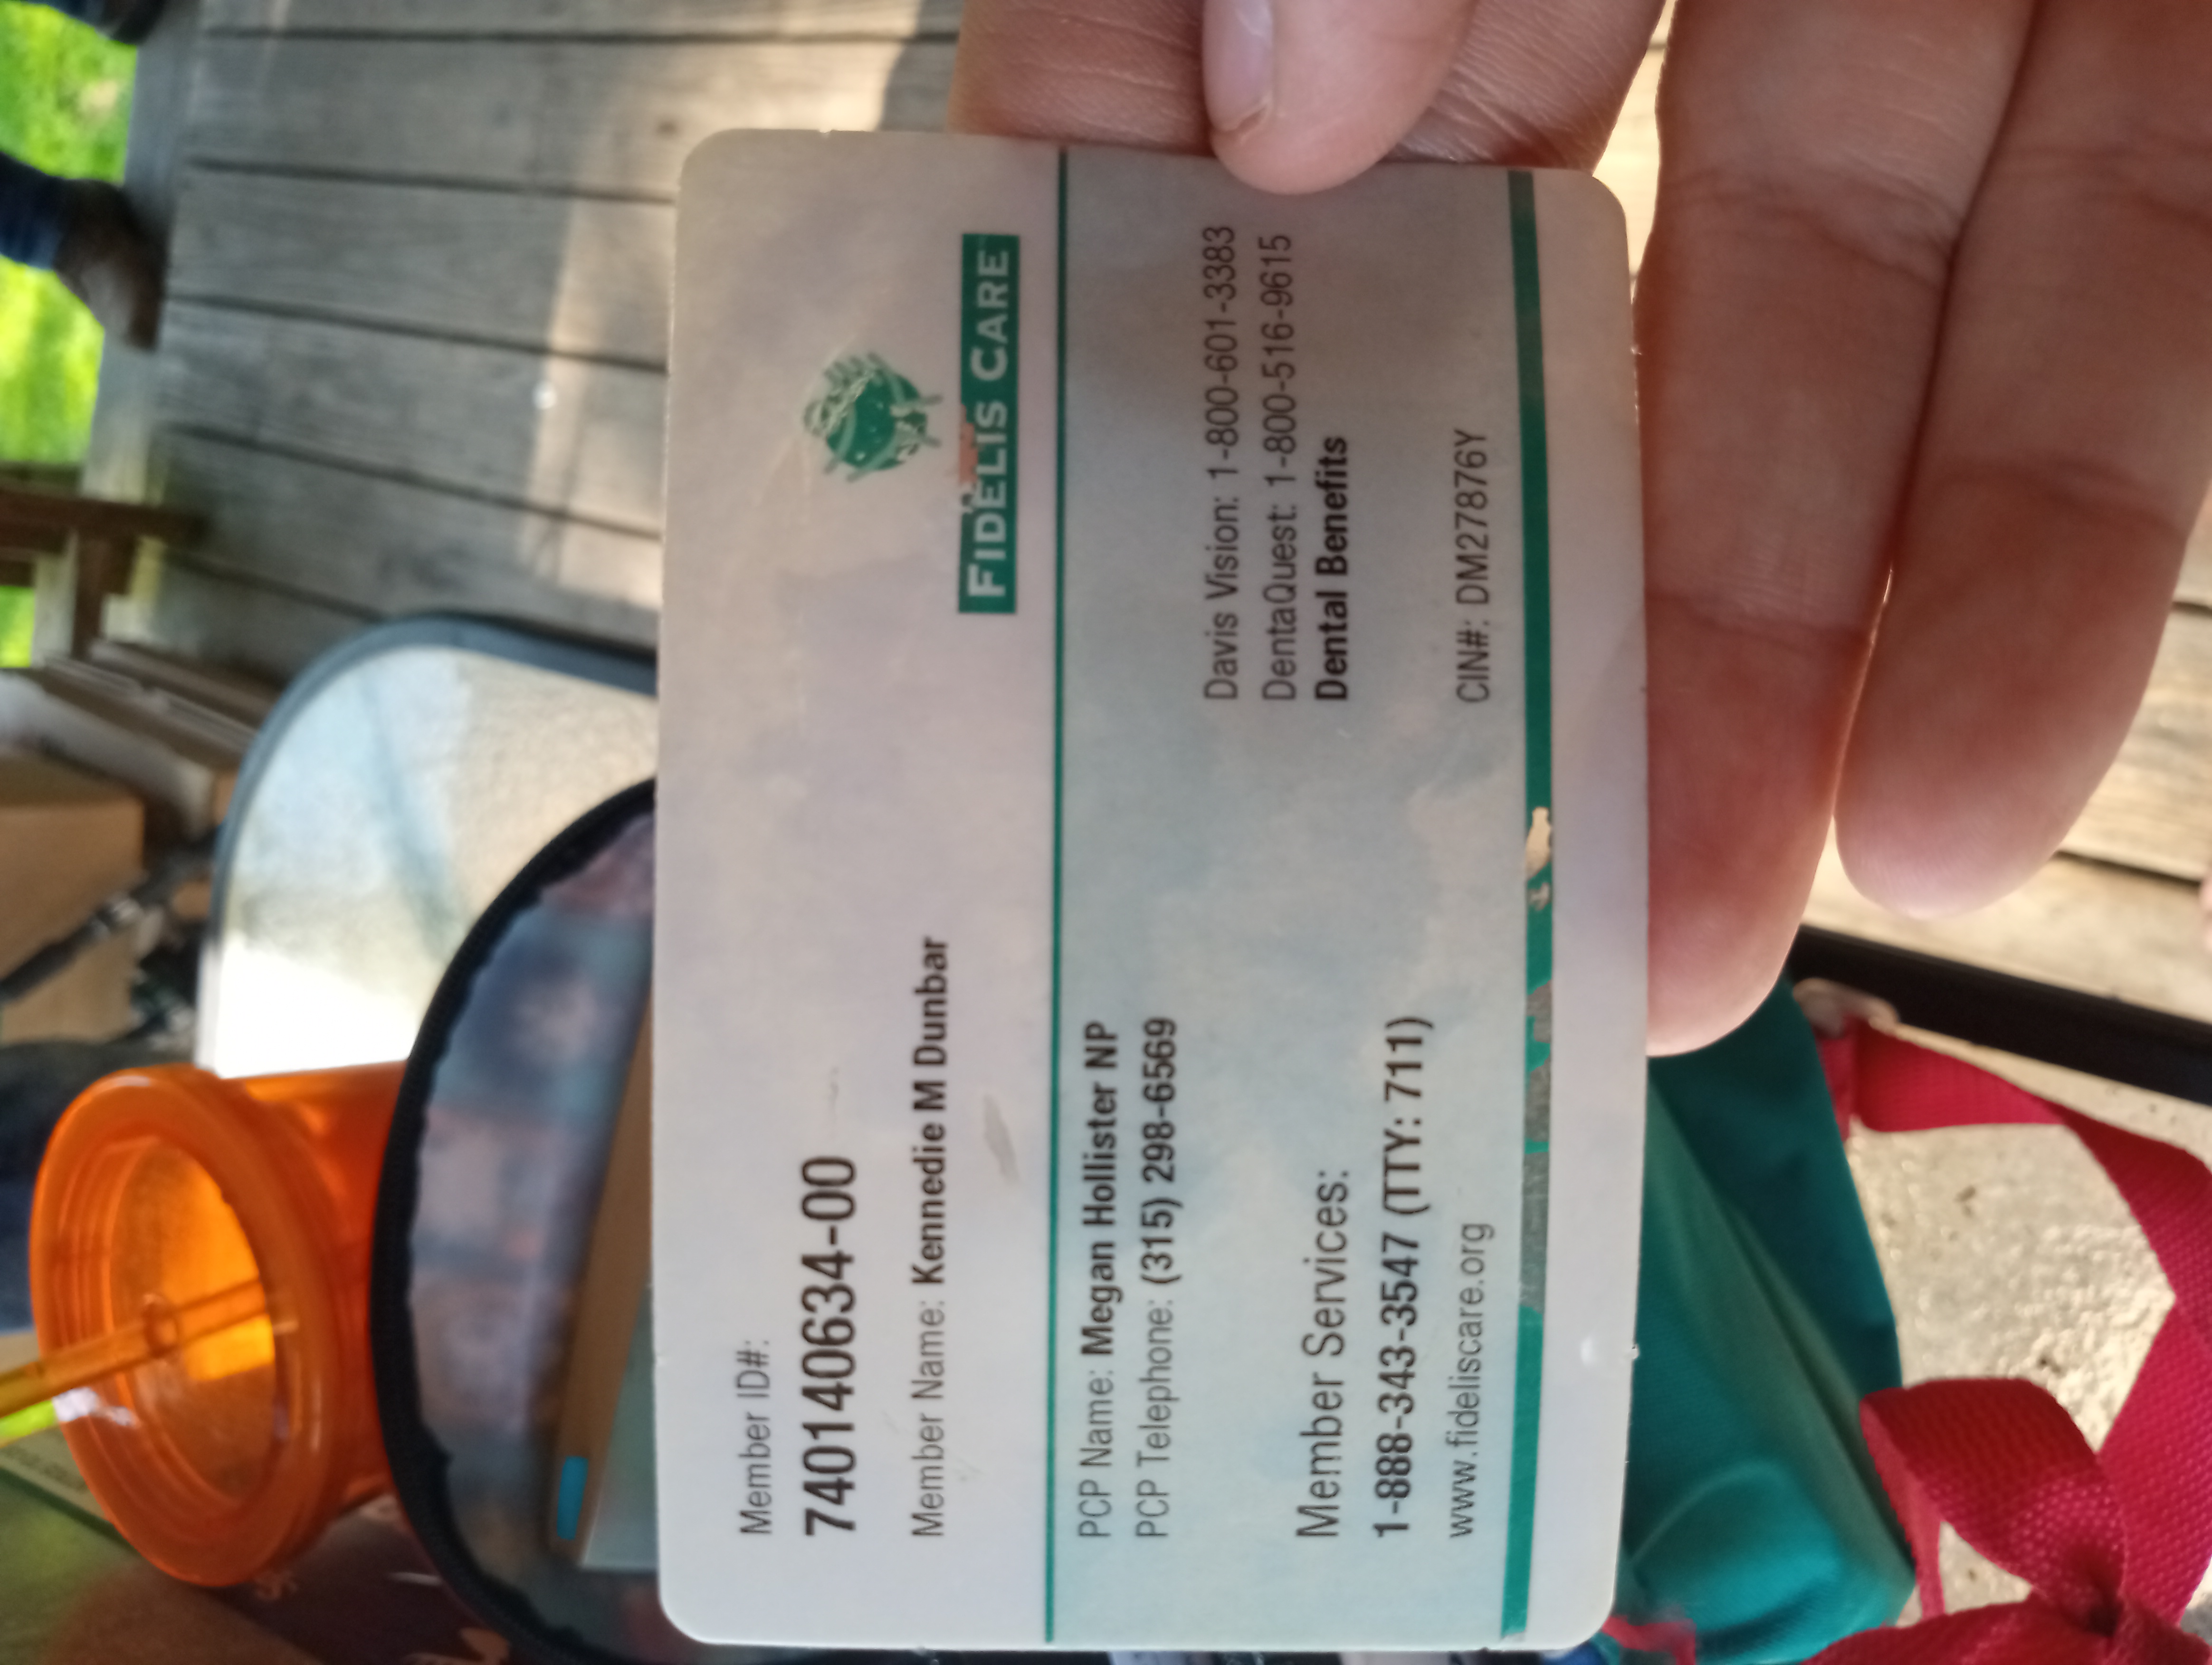 Member ID#:
74014063​4-00
Member Name: Kennedie M Dunbar
FIDELIS CARE
PCP Name: Megan Hollister NP
PCP Telephone: (315) 298-6569
Davis Vision: 1-800-601-3383
DentaQuest: 1-800-516-9615
Dental Benefits
Member Services:
1-888-343-3547 (TTY: 711)
www.fideliscare.org
CIN#: DM27876Y